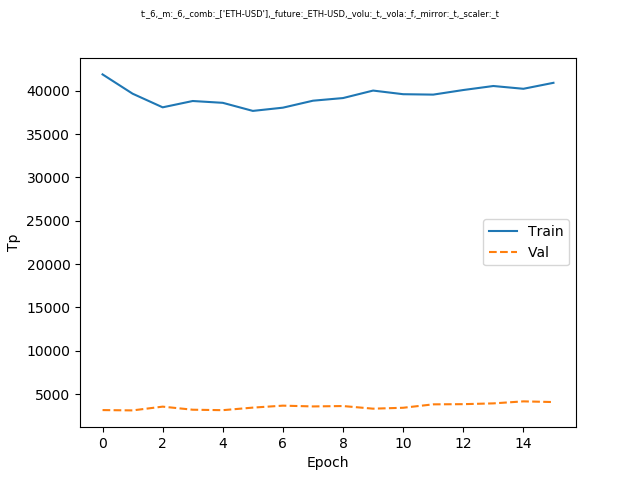 t:_6,_m:_6,_comb:_['ETH-USD'],_future:_ETH-USD,_volu:_t,_vola:_f,_mirror:_t,_scaler:_t
40000
35000
30000
25000
20000
15000
10000
5000
Tp
Train
Val
0 2 4 6 8 10 12 14
Epoch